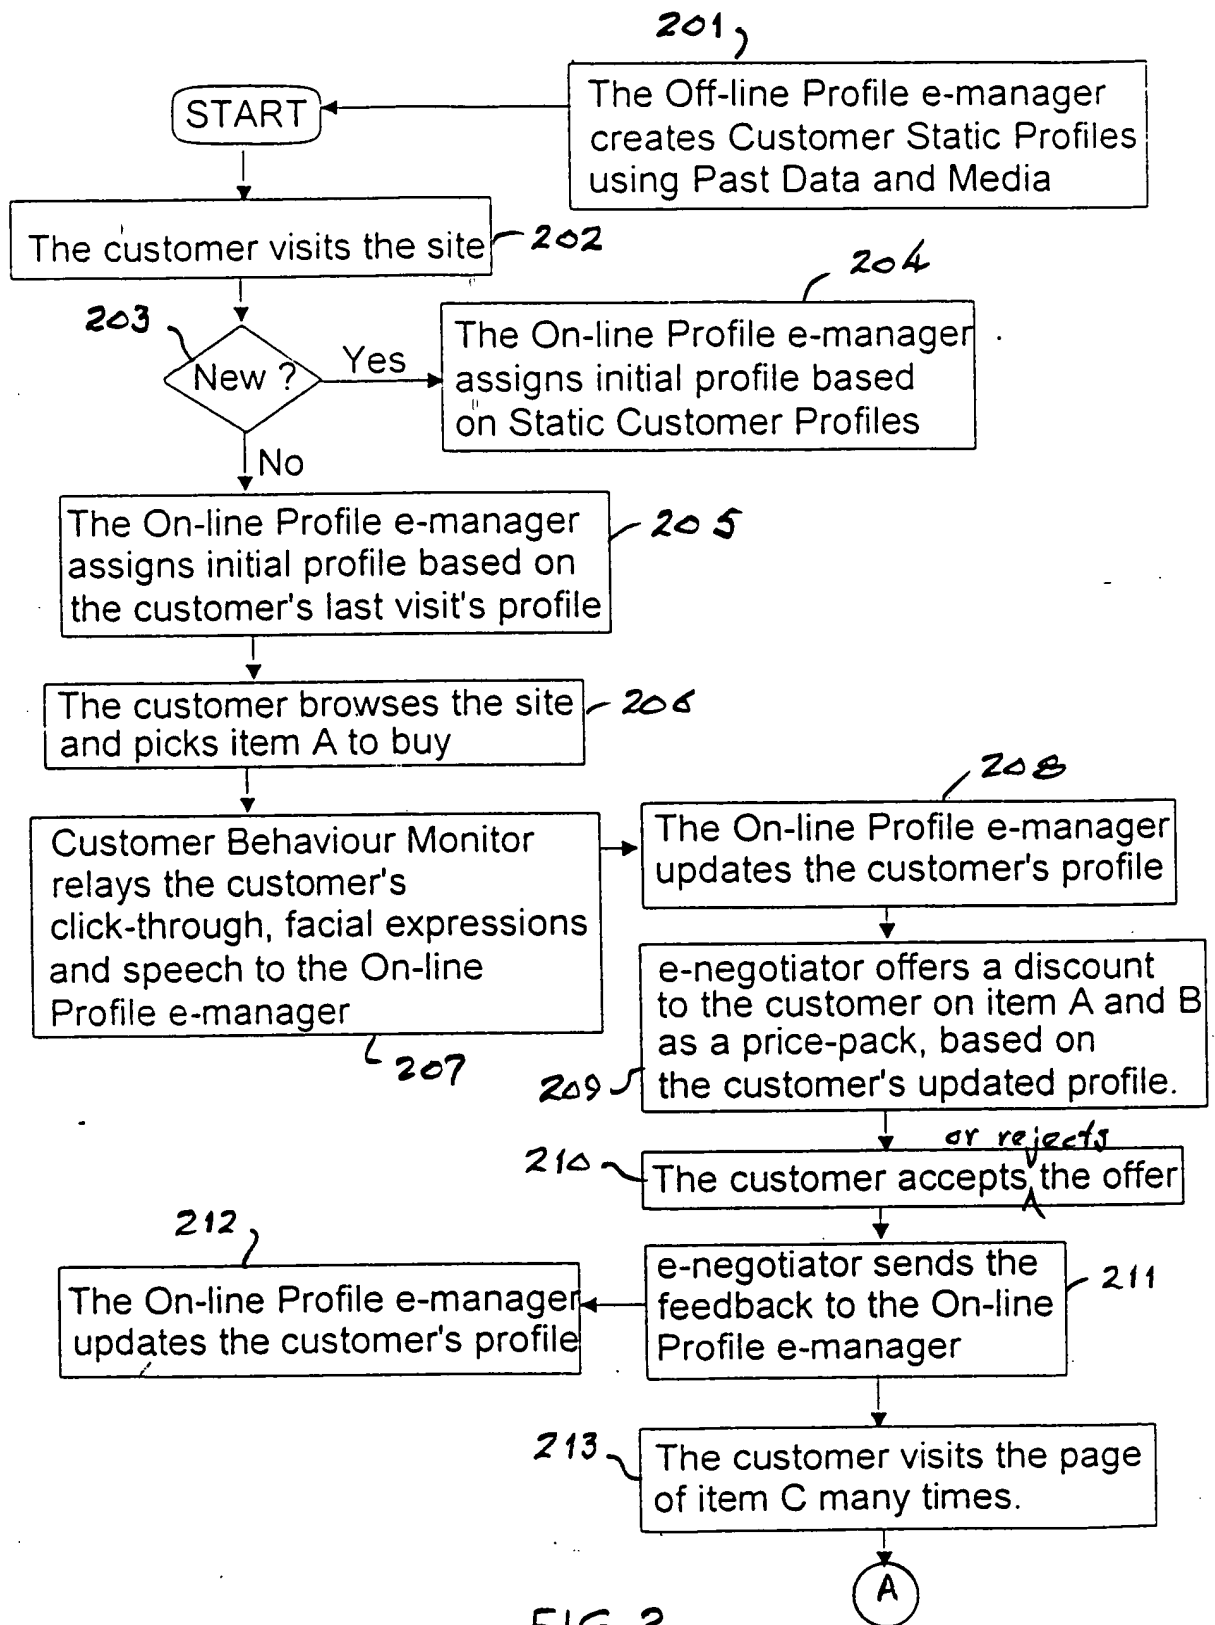 201
START
The Off-line Profile e-manager
creates Customer Static Profiles
using Past Data and Media
The customer visits the site
202
203
204
New ?
Yes
The On-line Profile e-manager
assigns initial profile based
on Static Customer Profiles
No
The On-line Profile e-manager
assigns initial profile based on
the customer's last visit's profile
205
The customer browses the site
and picks item A to buy
206
Customer Behaviour Monitor
relays the customer's
click-through, facial expressions
and speech to the On-line
Profile e-manager
207
208
The On-line Profile e-manager
updates the customer's profile
e-negotiator offers a discount
to the customer on item A and B
as a price-pack, based on
the customer's updated profile.
209
or rejects
210
The customer accepts the offer
212
e-negotiator sends the
feedback to the On-line
Profile e-manager
211
The On-line Profile e-manager
updates the customer's profile
213
The customer visits the page
of item C many times.
A